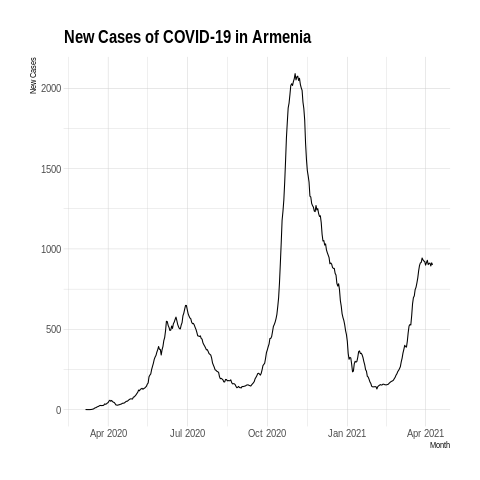 New Cases of COVID-19 in Armenia
New Cases
2000
1500
1000
500
0
Apr 2020
Jul 2020
Oct 2020
Jan 2021
Apr 2021
Month